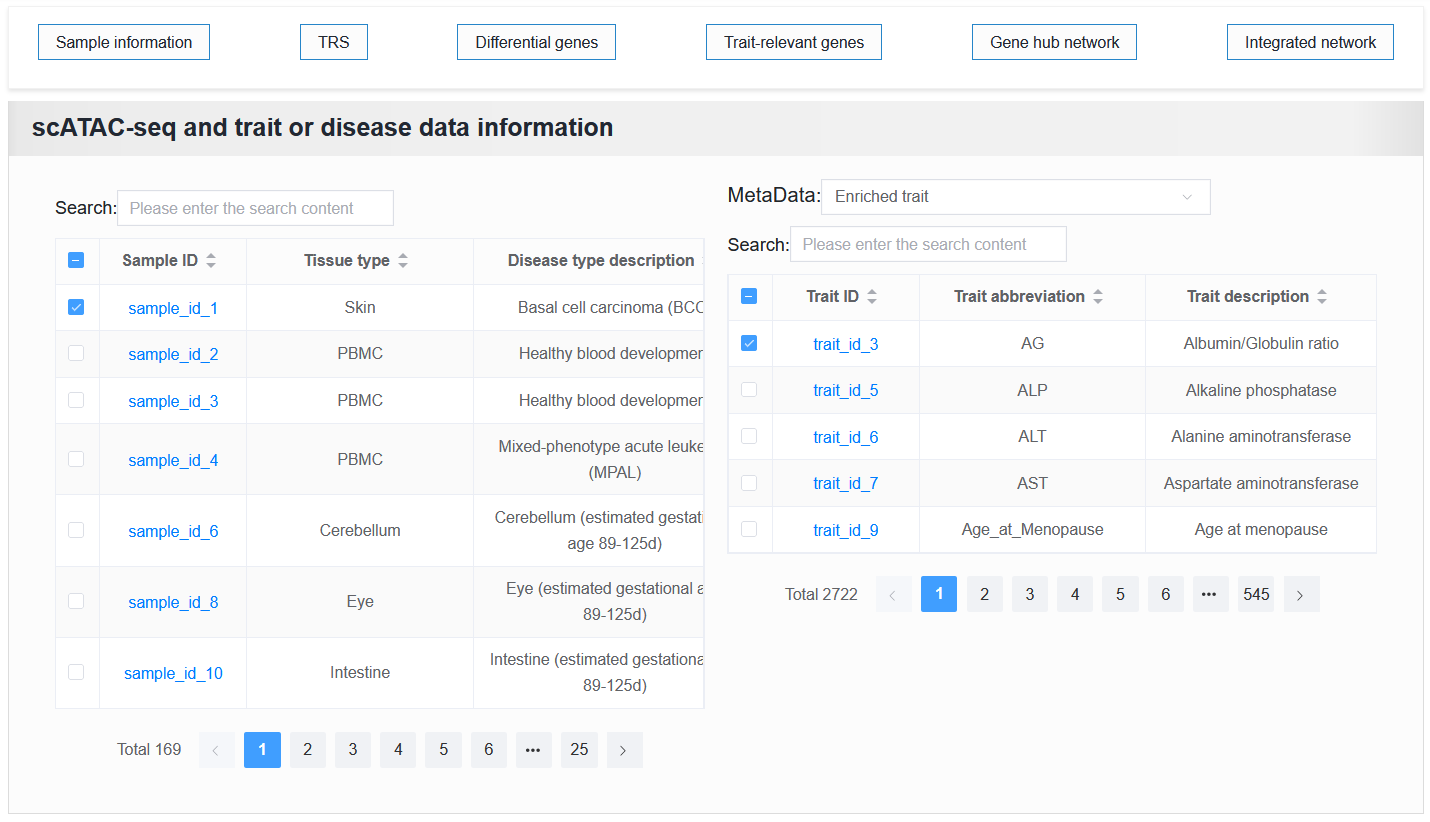 Sample information
TRS
Differential genes
Trait-relevant genes
Gene hub network
Integrated network
scATAC-seq and trait or disease data information
Search: Please enter the search content
Sample ID Tissue type Disease type description
sample_id_1 Skin Basal cell carcinoma (BCC
sample_id_2 PBMC Healthy blood developmen
sample_id_3 PBMC Healthy blood developmen
sample_id_4 PBMC Mixed-phenotype acute leuke
(MPAL)
sample_id_6 Cerebellum Cerebellum (estimated gestati
age 89-125d)
sample_id_8 Eye Eye (estimated gestational a
89-125d)
sample_id_10 Intestine Intestine (estimated gestationa
89-125d)
Total 169 1 2 3 4 5 6 ••• 25
MetaData: Enriched trait
Search: Please enter the search content
Trait ID Trait abbreviation Trait description
trait_id_3 AG Albumin/Globulin ratio
trait_id_5 ALP Alkaline phosphatase
trait_id_6 ALT Alanine aminotransferase
trait_id_7 AST Aspartate aminotransferase
trait_id_9 Age_at_Menopause Age at menopause
Total 2722 1 2 3 4 5 6 ••• 545